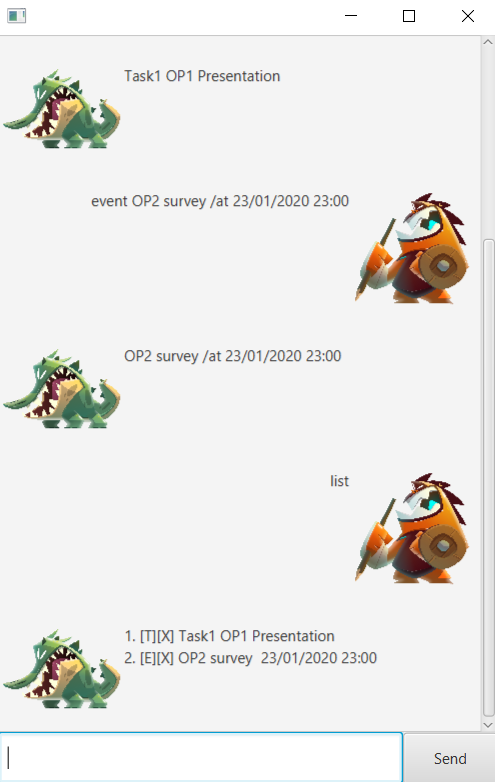 Task1 OP1 Presentation
event OP2 survey /at 23/01/2020 23:00
OP2 survey /at 23/01/2020 23:00
list
1. [T][X] Task1 OP1 Presentation
2. [E][X] OP2 survey  23/01/2020 23:00
Send